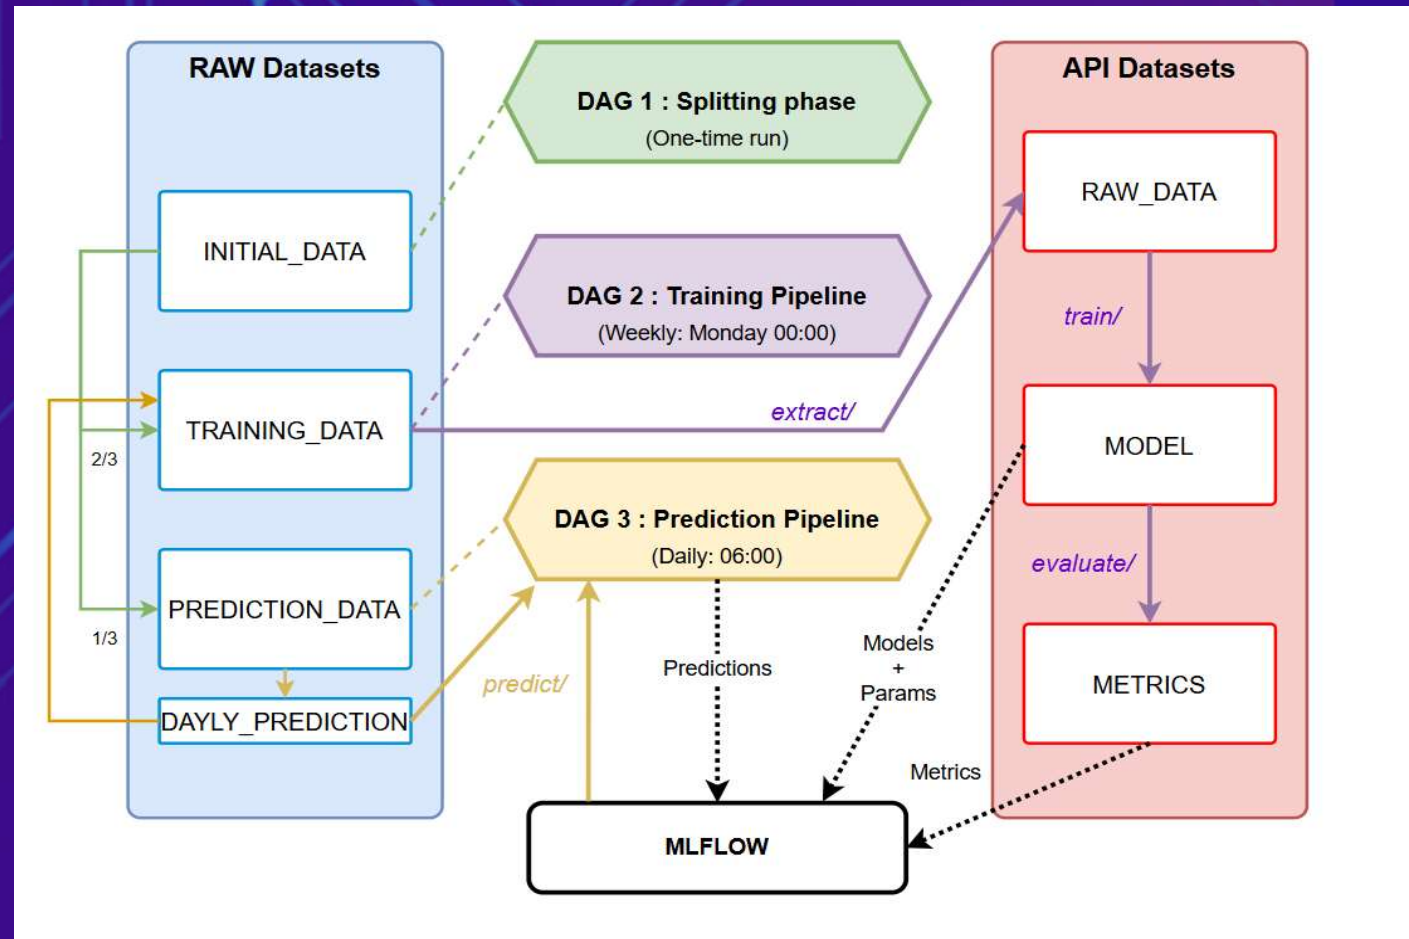 RAW Datasets
INITIAL_DATA
TRAINING_DATA
2/3
PREDICTION_DATA
1/3
DAYLY_PREDICTION
DAG 1 : Splitting phase
(One-time run)
DAG 2 : Training Pipeline
(Weekly: Monday 00:00)
extract/
DAG 3 : Prediction Pipeline
(Daily: 06:00)
predict/
Predictions
Models
+
Params
Metrics
MLFLOW
API Datasets
RAW_DATA
train/
MODEL
evaluate/
METRICS